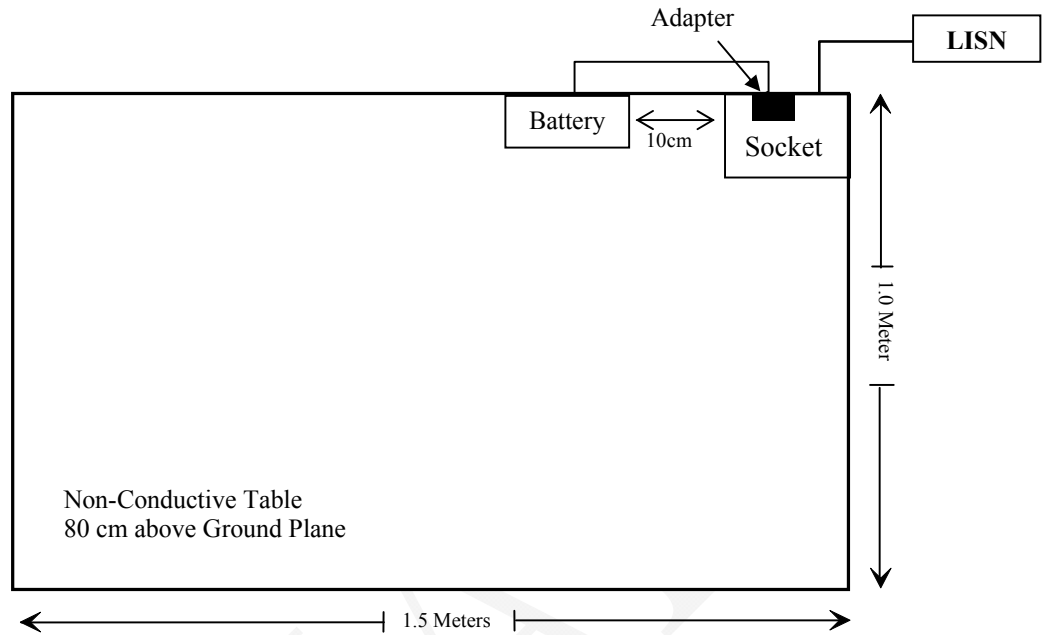 Adapter
LISN
Battery
10cm
Socket
1.0 Meter
Non-Conductive Table
80 cm above Ground Plane
1.5 Meters